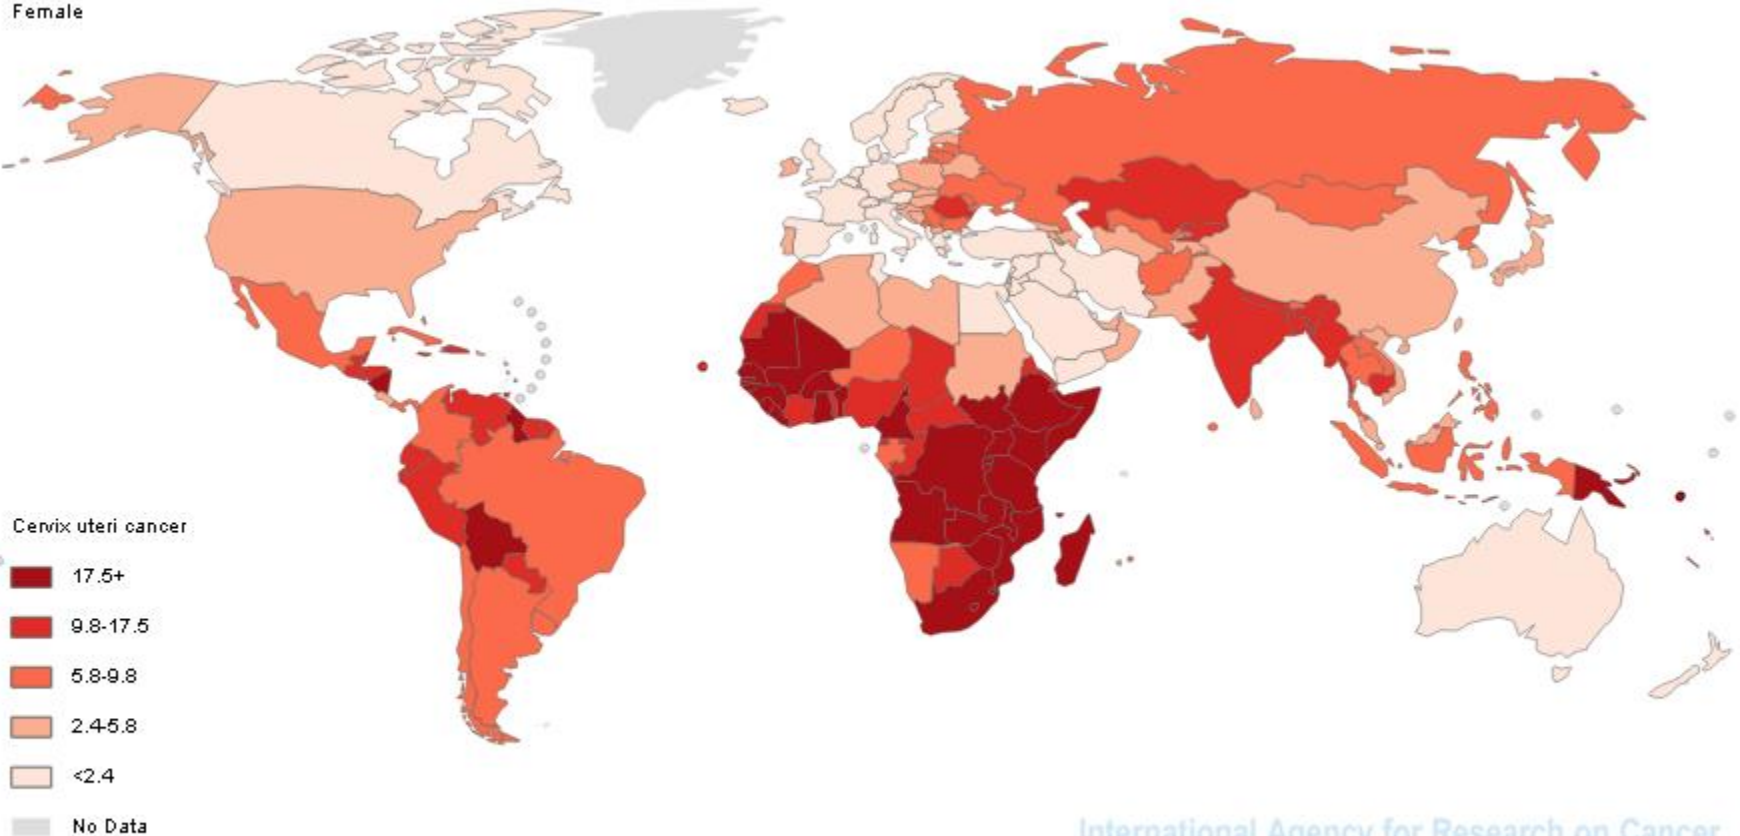 Female
Cervix uteri cancer
17.5+
9.8-17.5
5.8-9.8
2.4-5.8
<2.4
No Data
International Agency for Research on Cancer